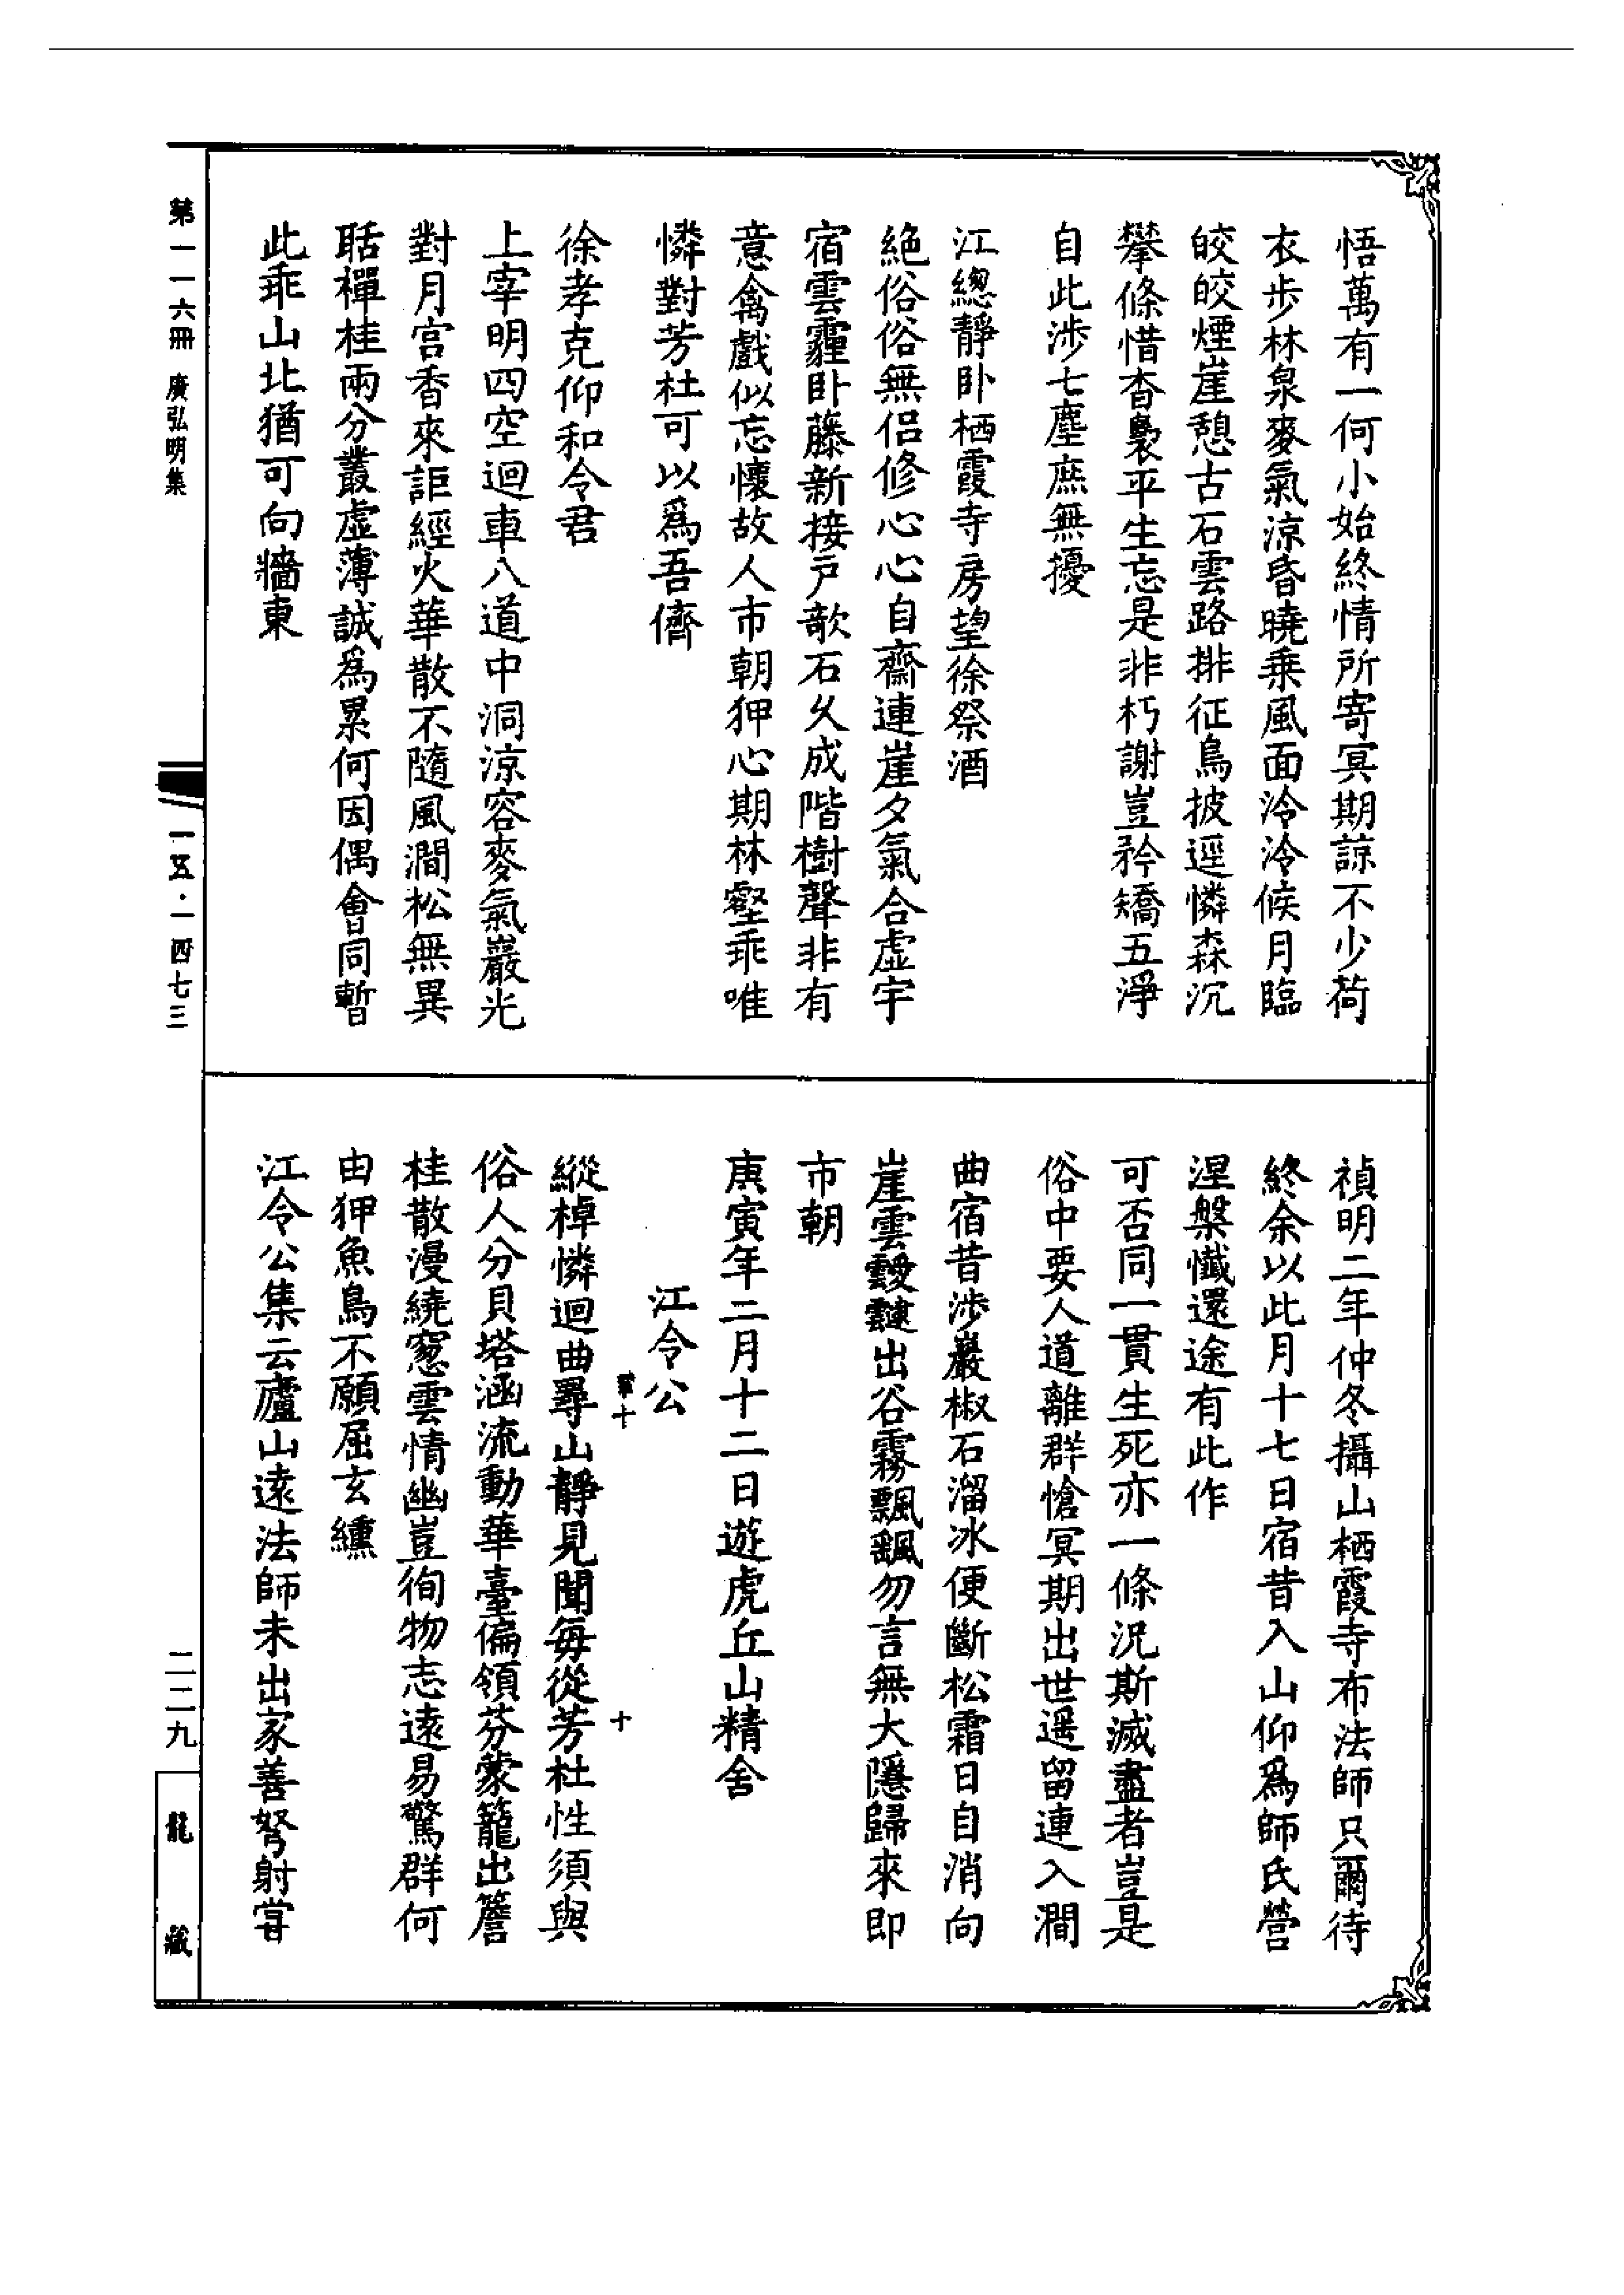 悟萬有一何小始終情所寄冥期諒不少荷
衣步林泉麥氣涼昏曉乗風面泠泠候月臨
皎皎煙崖憩古石雲路排征鳥披逕憐森沉
攀條惜杳裊平生忘是非朽謝豈矜矯五淨
自此涉七塵庶無擾
江總靜卧栖霞寺房望徐祭酒
絶俗俗無侶修心心自齋連崖夕氣合虛宇
宿雲霾卧藤新接戸欹石久成階樹聲非有
意禽戲似忘懷故人市朝狎心期林壑乖唯
憐對芳杜可以爲吾儕
徐孝克仰和令君
上宰明四空迴車八道中洞涼容麥氣巖光
對月宫香來詎經火華散不隨風澗松無異
聒禪桂兩分叢虛薄誠爲累何因偶會同暫
此乖山北猶可向牆東
禎明二年仲冬攝山栖霞寺布法師只爾待
終余以此月十七日宿昔入山仰爲師氏營
涅槃懺還途有此作
可否同一貫生死亦一條況斯滅盡者豈是
俗中要人道離群愴冥期出世遥留連入澗
曲宿昔涉巖椒石溜冰便斷松霜日自消向
崖雲靉靆出谷霧飄颻勿言無大隱歸來即
市朝
庚寅年二月十二日遊虎丘山精舍
江令公
縱棹憐迴曲尋山靜見聞每從芳杜性須與
俗人分貝塔涵流動華臺偏領芬蒙籠出簷
桂散漫繞窓雲情幽豈徇物志遠易驚群何
由狎魚鳥不願屈玄纁
江令公集云廬山遠法師未出家善弩射嘗
十
第一一六冊 廣弘明集
一五·一四七三
二二九
龍藏